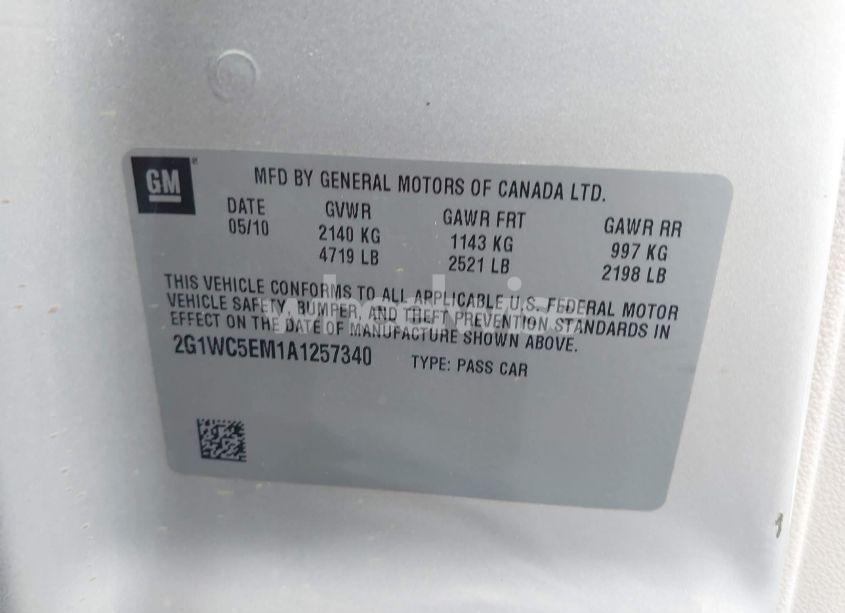 GM
MFD BY GENERAL MOTORS OF CANADA LTD.
DATE GVWR GAWR FRT GAWR RR
05/10 2140 KG 1143 KG 997 KG
4719 LB 2521 LB 2198 LB
THIS VEHICLE CONFORMS TO ALL APPLICABLE U.S. FEDERAL MOTOR
VEHICLE SAFETY, BUMPER, AND THEFT PREVENTION STANDARDS IN
EFFECT ON THE DATE OF MANUFACTURE SHOWN ABOVE.
2G1WC5EM1A1257340 TYPE: PASS CAR